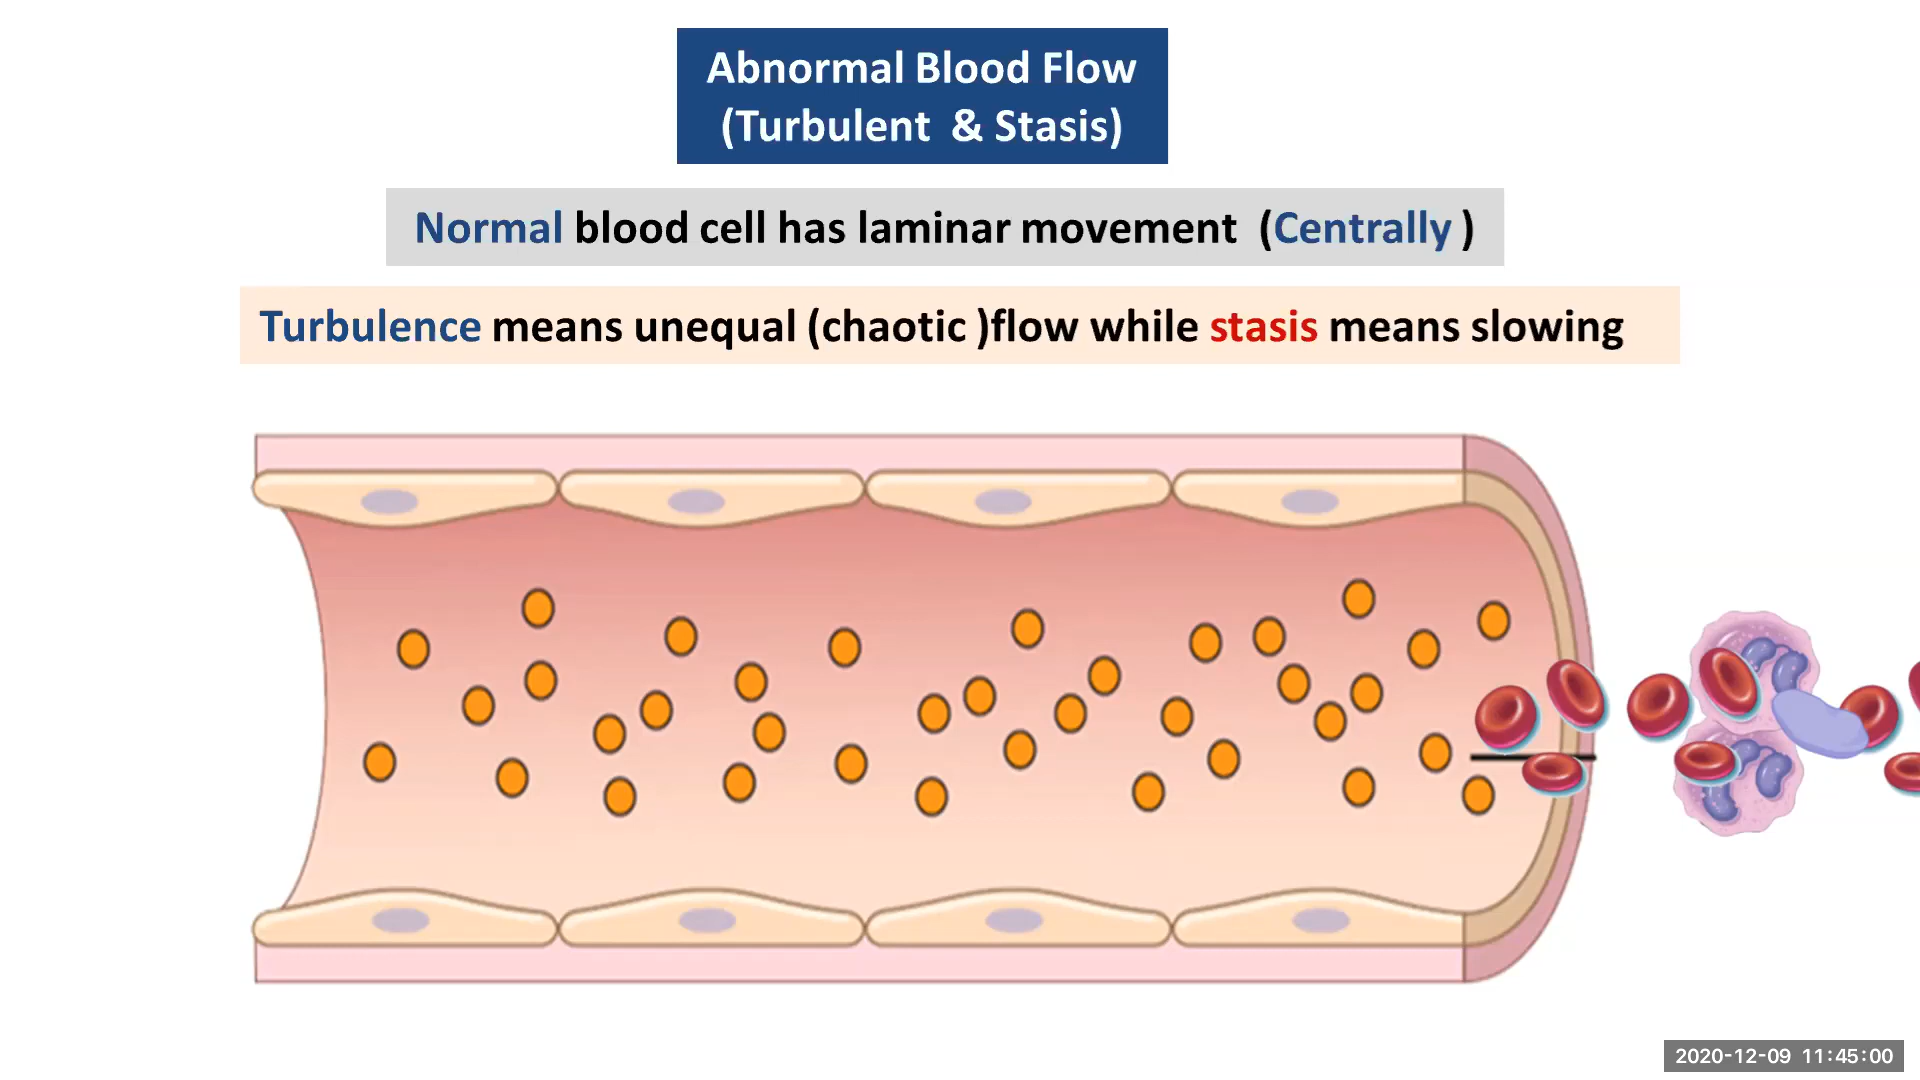 Abnormal Blood Flow
(Turbulent & Stasis)
Normal blood cell has laminar movement (Centrally )
Turbulence means unequal (chaotic )flow while stasis means slowing
2020-12-09 11:45:00